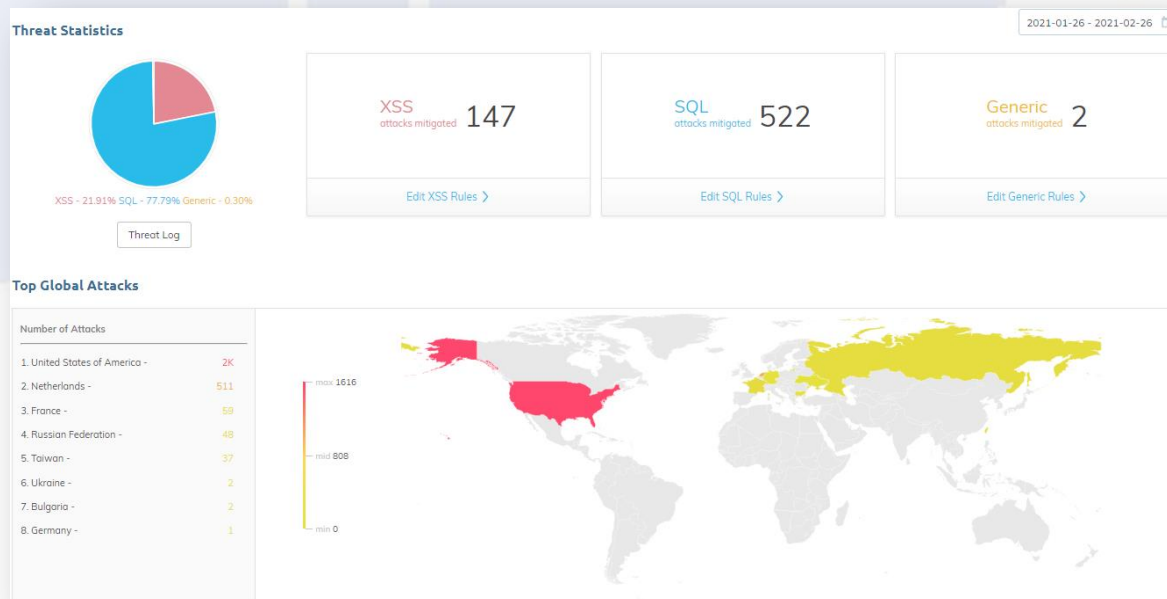 Threat Statistics
2021-01-26 - 2021-02-26
XSS - 21.91% SQL - 77.79% Generic - 0.30%
Threat Log
XSS
attacks mitigated 147
Edit XSS Rules
SQL
attacks mitigated 522
Edit SQL Rules
Generic
attacks mitigated 2
Edit Generic Rules
Top Global Attacks
Number of Attacks
1. United States of America - 2K
2. Netherlands - 511
3. France - 59
4. Russian Federation - 48
5. Taiwan - 37
6. Ukraine - 2
7. Bulgaria - 2
8. Germany - 1
max 1616
mid 808
min 0